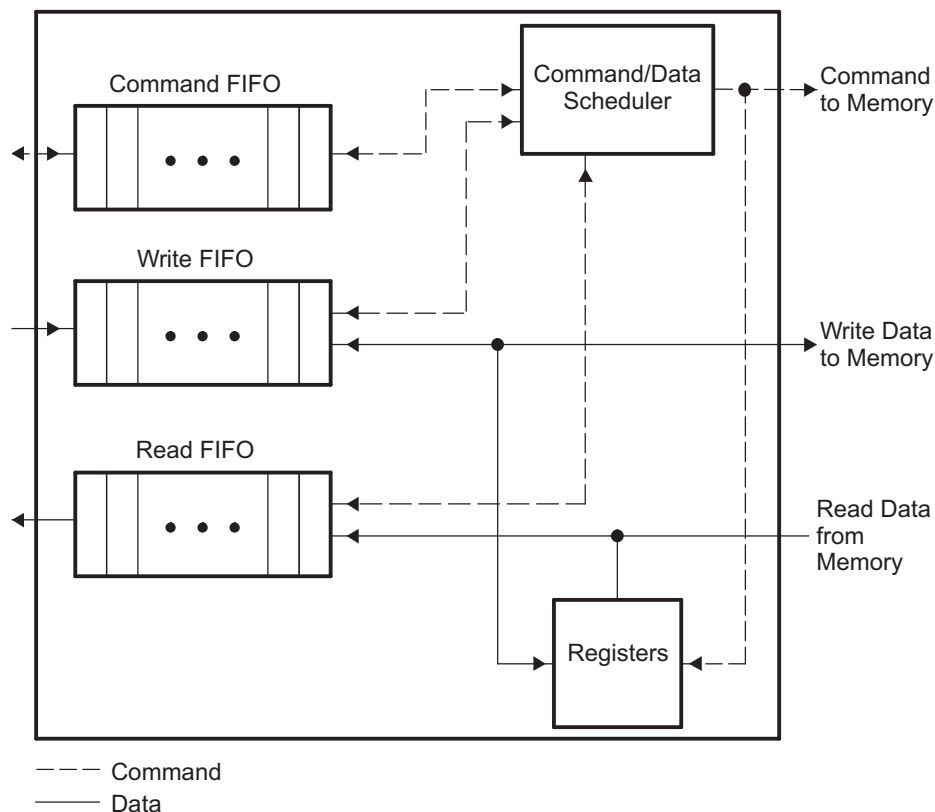 Command FIFO
Command/Data
Scheduler
Command
to Memory
Write FIFO
Write Data
to Memory
Read FIFO
Read Data
from
Memory
Registers
Command
Data